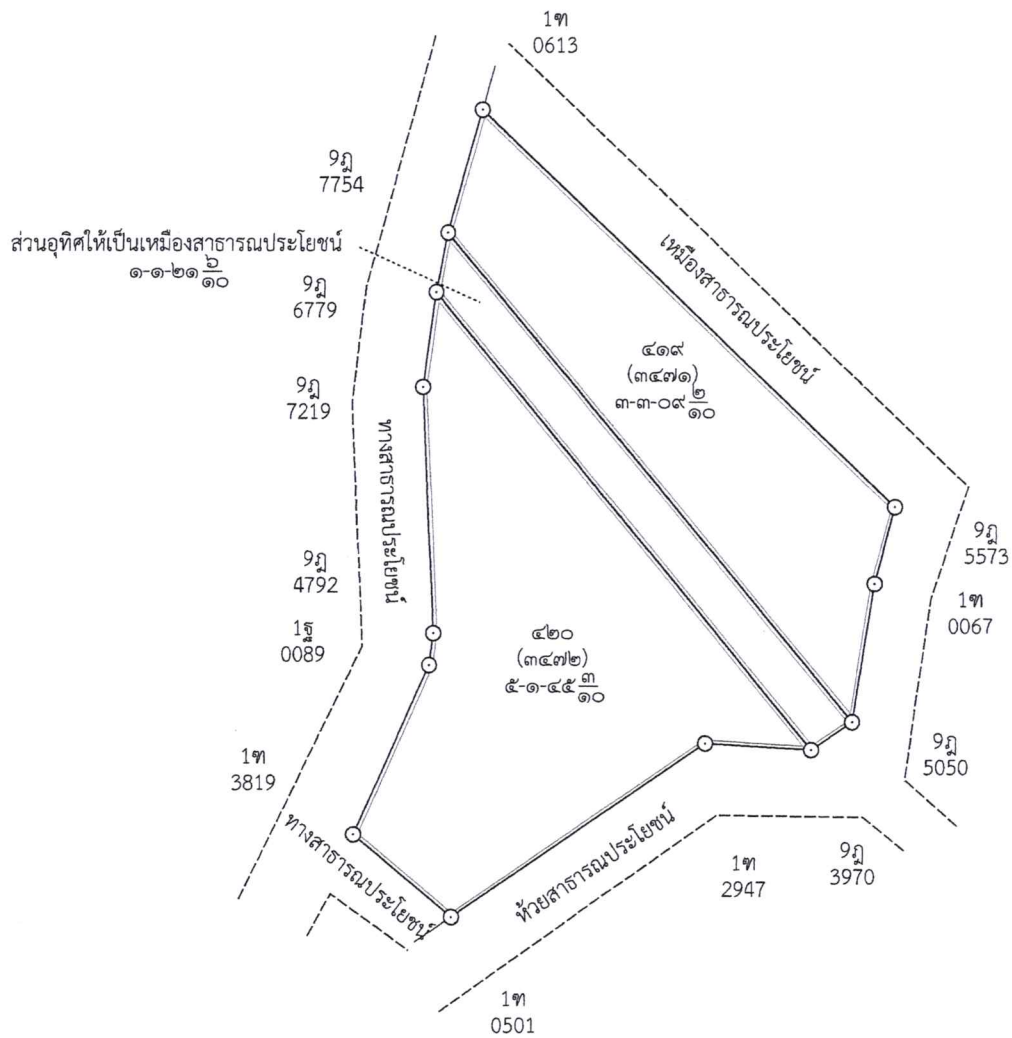 1ฑ
0613
9ฎ
7754
ส่วนอุทิศให้เป็นเหมืองสาธารณประโยชน์
๑-๑-๒๑ ๖/๑๐
9ฎ
6779
เหมืองสาธารณประโยชน์
๔๑๙
(๓๔๗๑)
๓-๓-๐๙ ๒/๑๐
9ฎ
7219
ทางสาธารณประโยชน์
9ฎ
5573
9ฎ
4792
1ฑ
0067
1ฐ
0089
๔๒๐
(๓๔๗๒)
๕-๑-๔๕ ๓/๑๐
1ฑ
3819
9ฎ
5050
ทางสาธารณประโยชน์
ห้วยสาธารณประโยชน์
1ฑ
2947
9ฎ
3970
1ฑ
0501